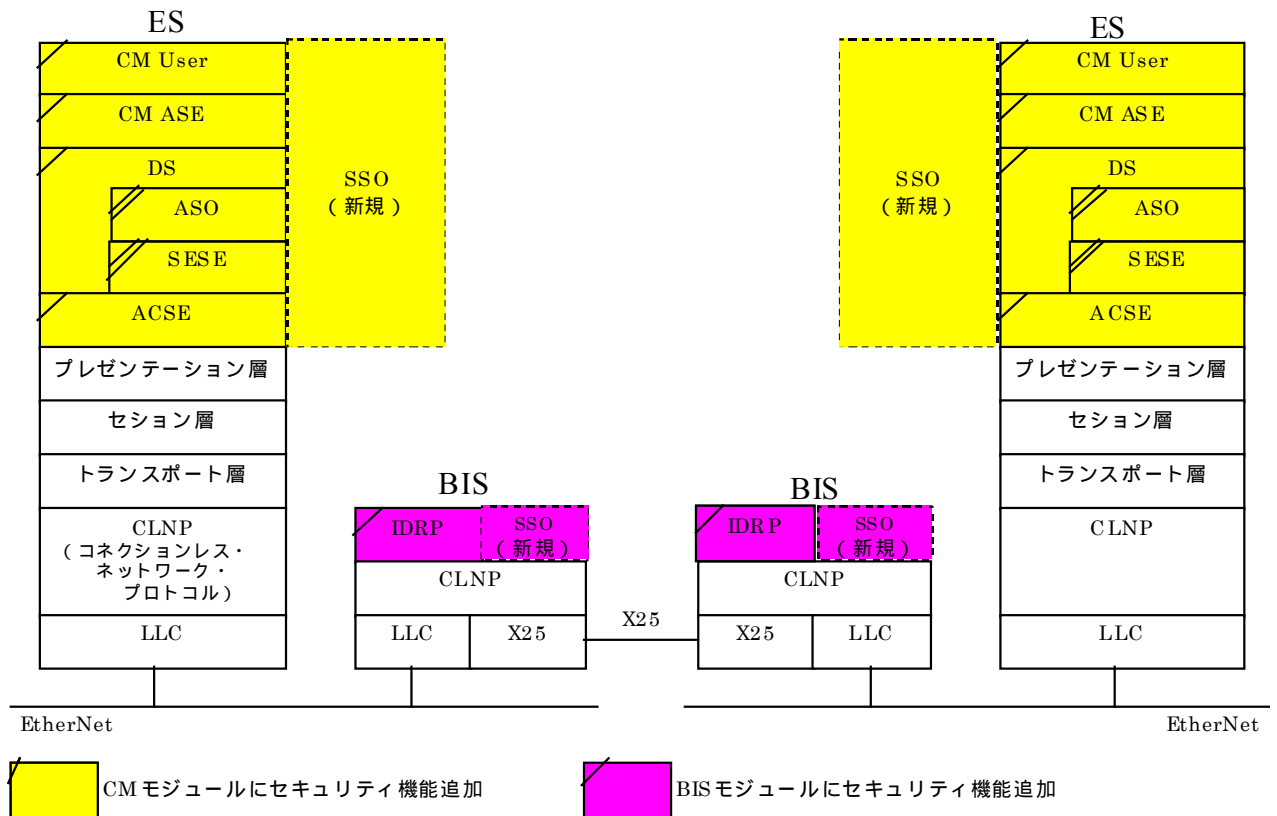 ES
CM User
CM ASE
DS
ASO
SESE
ACSE
SSO
(新規)
プレゼンテーション層
セション層
トランスポート層
CLNP
(コネクションレス・
ネットワーク・
プロトコル)
LLC
BIS
IDRP
SSO
(新規)
CLNP
LLC
X25
X25
BIS
IDRP
SSO
(新規)
CLNP
X25
LLC
ES
SSO
(新規)
CM User
CM ASE
DS
ASO
SESE
ACSE
プレゼンテーション層
セション層
トランスポート層
CLNP
LLC
EtherNet
EtherNet
CMモジュールにセキュリティ機能追加
BISモジュールにセキュリティ機能追加